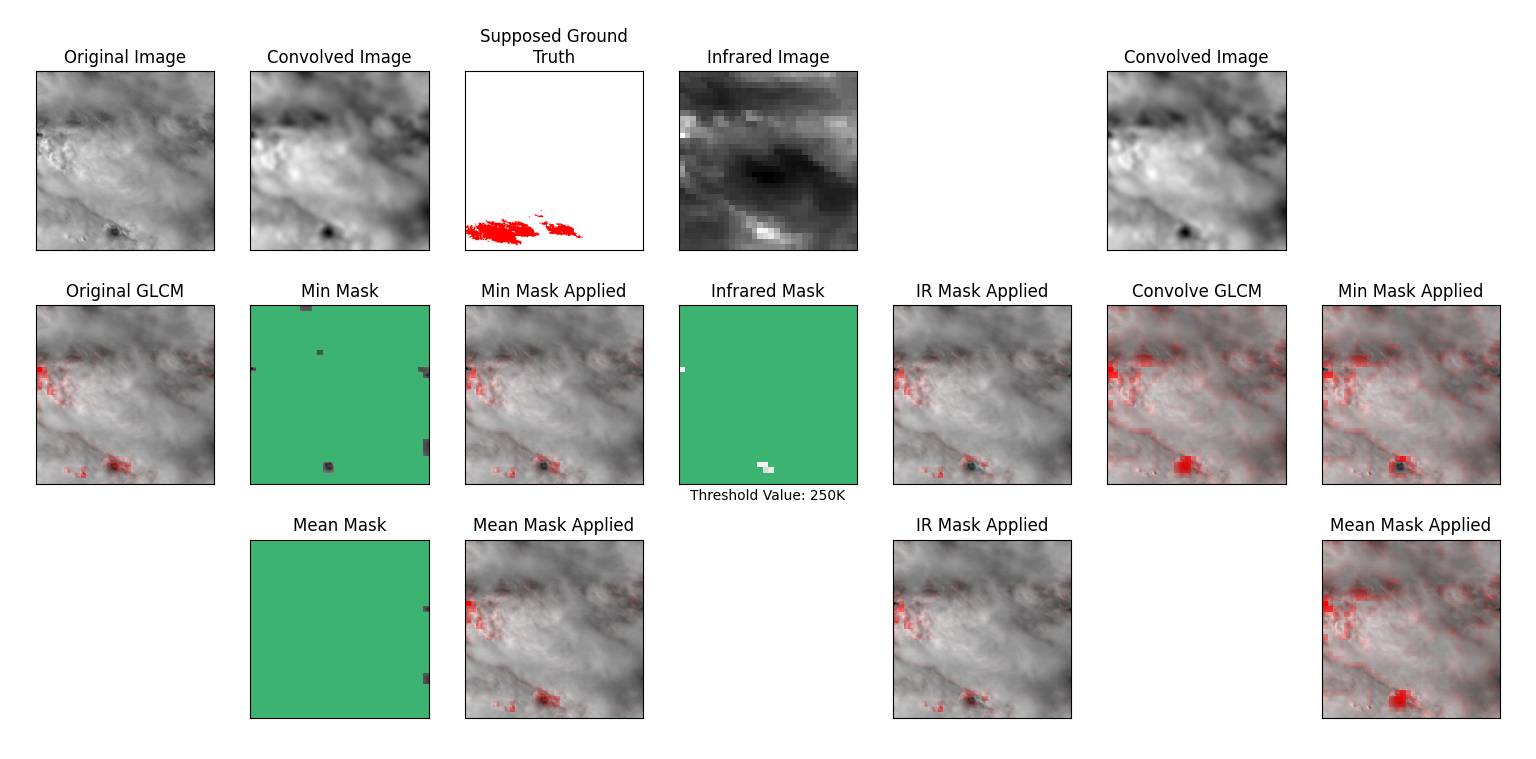 Original Image
Convolved Image
Supposed Ground
Truth
Infrared Image
Convolved Image
Original GLCM
Min Mask
Min Mask Applied
Infrared Mask
IR Mask Applied
Convolve GLCM
Min Mask Applied
Threshold Value: 250K
Mean Mask
Mean Mask Applied
IR Mask Applied
Mean Mask Applied